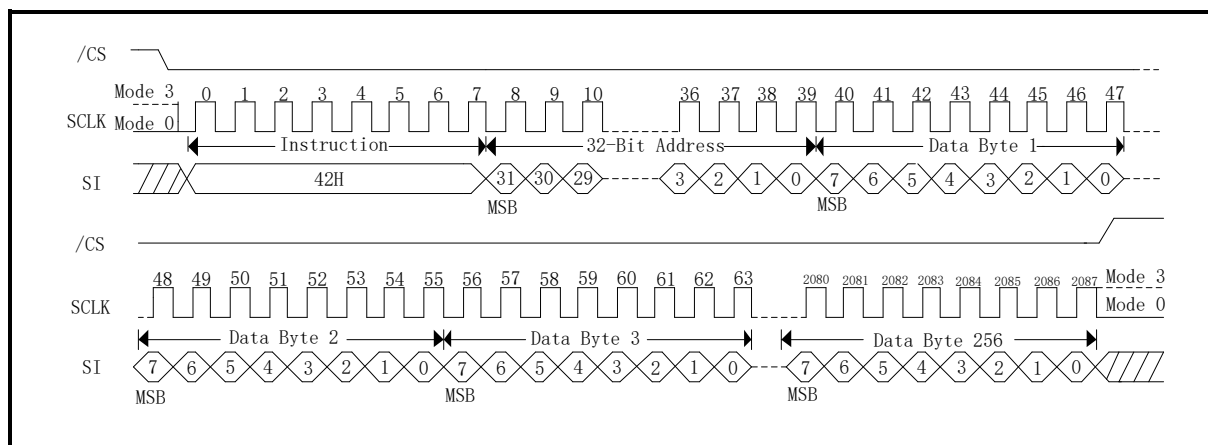 /CS
Mode 3
0 1 2 3 4 5 6 7 8 9 10 36 37 38 39 40 41 42 43 44 45 46 47
SCLK Mode 0
Instruction 32-Bit Address Data Byte 1
SI 42H 31 30 29 3 2 1 0 7 6 5 4 3 2 1 0
MSB MSB
/CS
48 49 50 51 52 53 54 55 56 57 58 59 60 61 62 63 2080 2081 2082 2083 2084 2085 2086 2087 Mode 3
SCLK Mode 0
Data Byte 2 Data Byte 3 Data Byte 256
SI 7 6 5 4 3 2 1 0 7 6 5 4 3 2 1 0 7 6 5 4 3 2 1 0
MSB MSB MSB